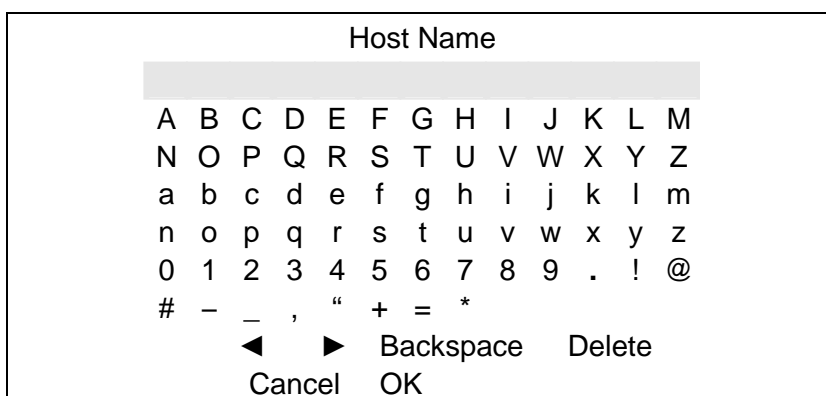 Host Name
A B C D E F G H I J K L M
N O P Q R S T U V W X Y Z
a b c d e f g h i j k l m
n o p q r s t u v w x y z
0 1 2 3 4 5 6 7 8 9 . ! @
# – _ , “ + = *
◄ ► Backspace Delete
Cancel OK